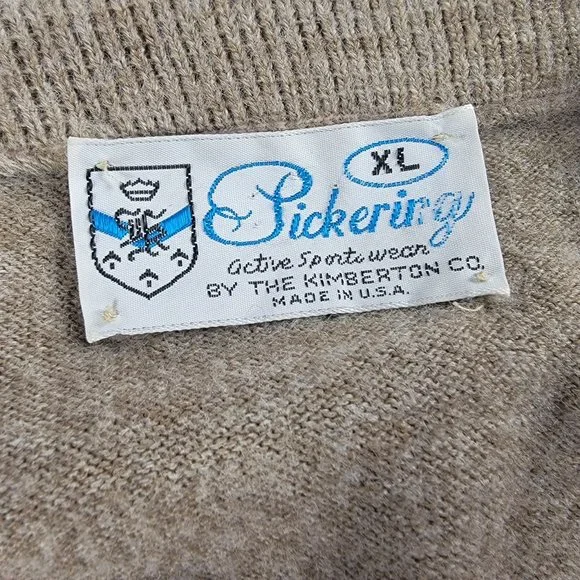 XL
Pickering
active Sportswear
BY THE KIMBERTON CO.
MADE IN U.S.A.